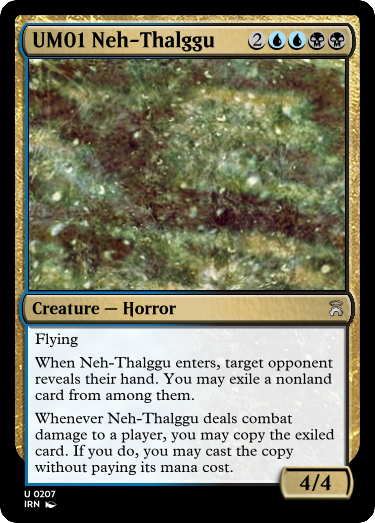 UM01 Neh-Thalggu
2
Creature — Horror
Flying
When Neh-Thalggu enters, target opponent
reveals their hand. You may exile a nonland
card from among them.
Whenever Neh-Thalggu deals combat
damage to a player, you may copy the exiled
card. If you do, you may cast the copy
without paying its mana cost.
4/4
U 0207
IRN